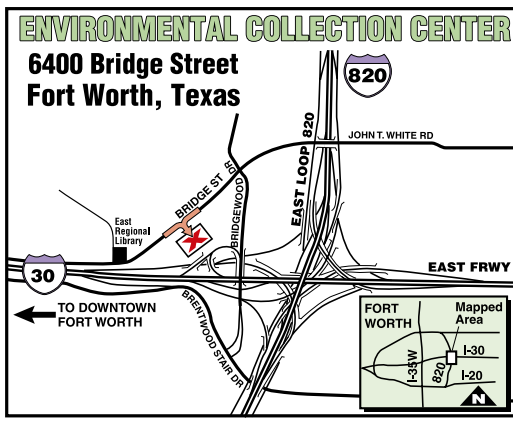 ENVIRONMENTAL COLLECTION CENTER
6400 Bridge Street
Fort Worth, Texas
820
JOHN T. WHITE RD
EAST LOOP 820
BRIDGE ST
BRIDGEWOOD DR
East
Regional
Library
X
30
EAST FRWY
TO DOWNTOWN
FORT WORTH
BRENTWOOD STAIR DR
FORT
WORTH
Mapped
Area
I-35W
820
I-30
I-20
N